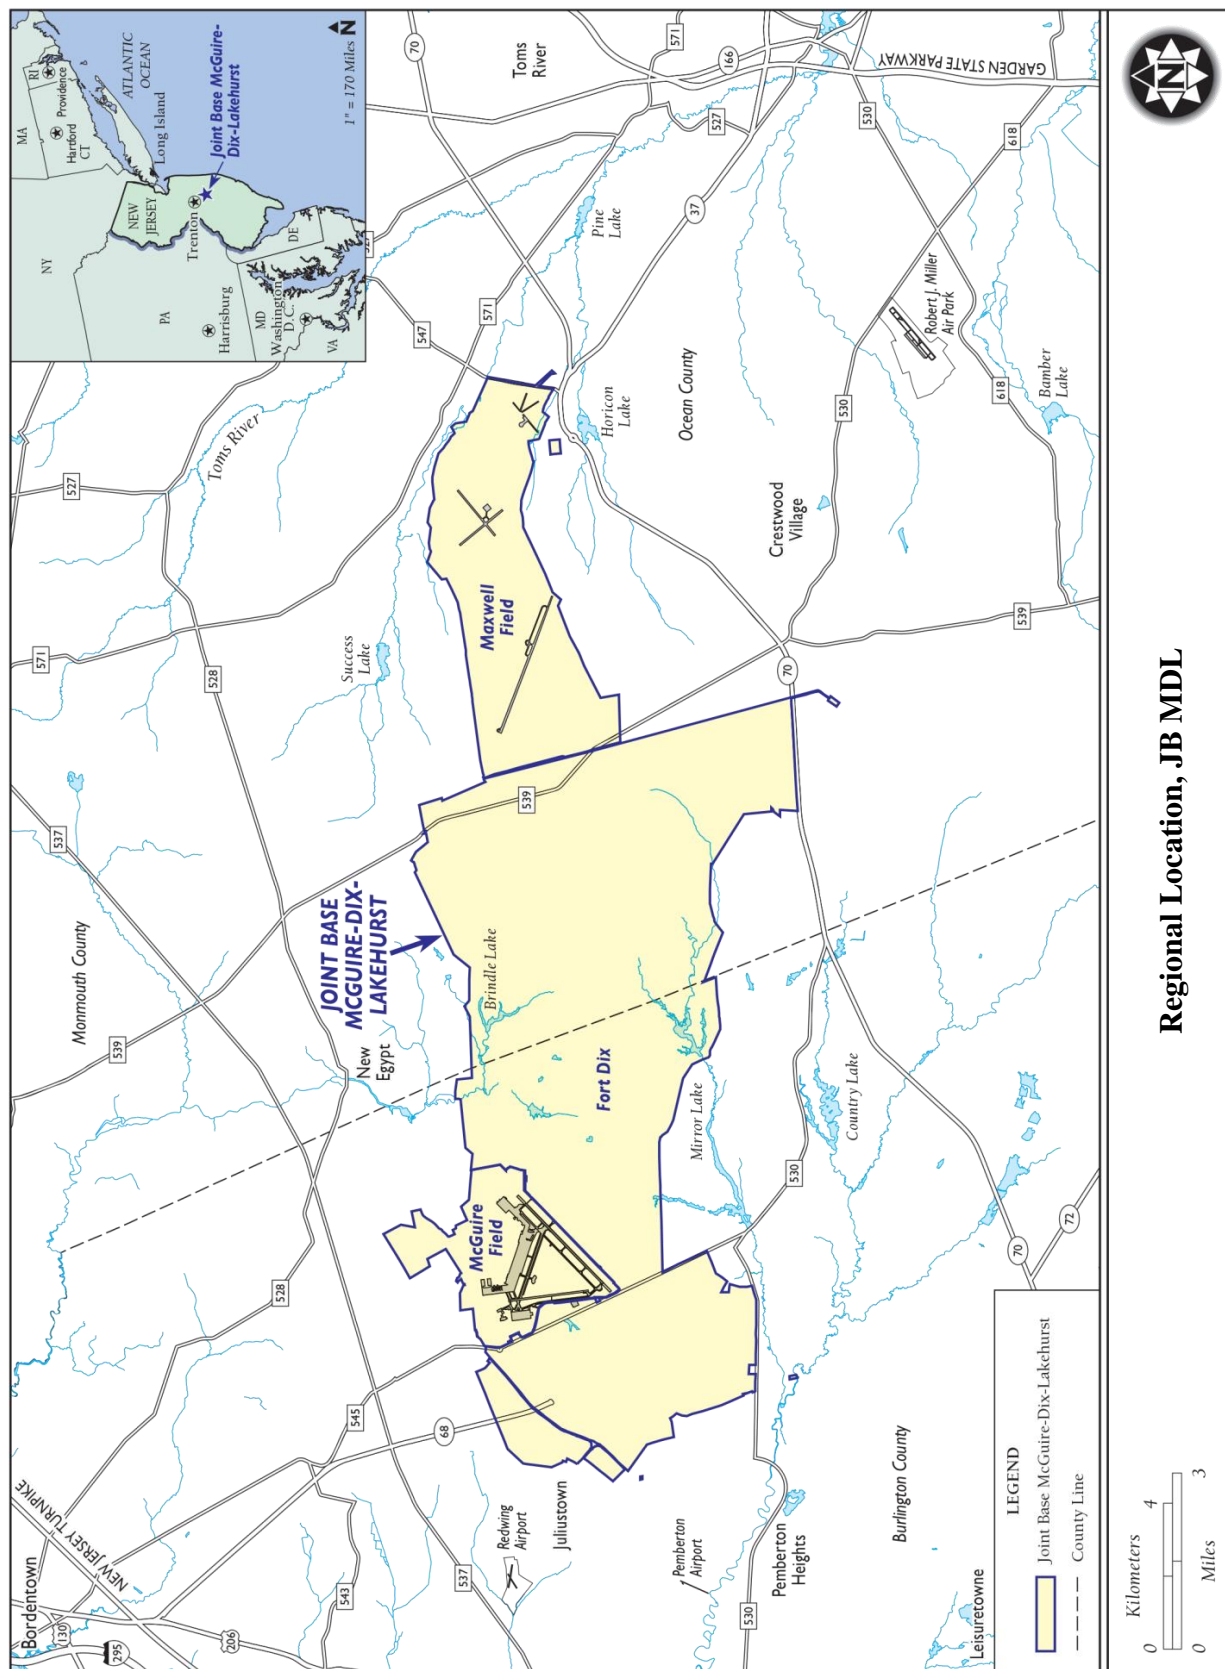 NY
MA
RI
Providence
Hartford
CT
ATLANTIC
OCEAN
Long Island
NEW
JERSEY
Trenton
Joint Base McGuire-
Dix-Lakehurst
PA
Harrisburg
MD
Washington
D.C.
DE
VA
1" = 170 Miles
N
Bordentown
130
295
206
NEW JERSEY TURNPIKE
543
545
68
537
528
539
Monmouth County
537
528
571
527
527
Toms River
547
571
70
571
Toms
River
166
GARDEN STATE PARKWAY
527
37
530
618
Pine
Lake
Horicon
Lake
Ocean County
Success
Lake
Maxwell
Field
JOINT BASE
MCGUIRE-DIX-
LAKEHURST
New
Egypt
Brindle Lake
539
Fort Dix
McGuire
Field
Mirror Lake
Redwing
Airport
Juliustown
Pemberton
Airport
Pemberton
Heights
530
530
Country Lake
70
70
72
Crestwood
Village
530
539
Robert J. Miller
Air Park
618
Bamber
Lake
Burlington County
Leisuretowne
LEGEND
Joint Base McGuire-Dix-Lakehurst
County Line
Kilometers
0 4
0 3
Miles
Regional Location, JB MDL
N